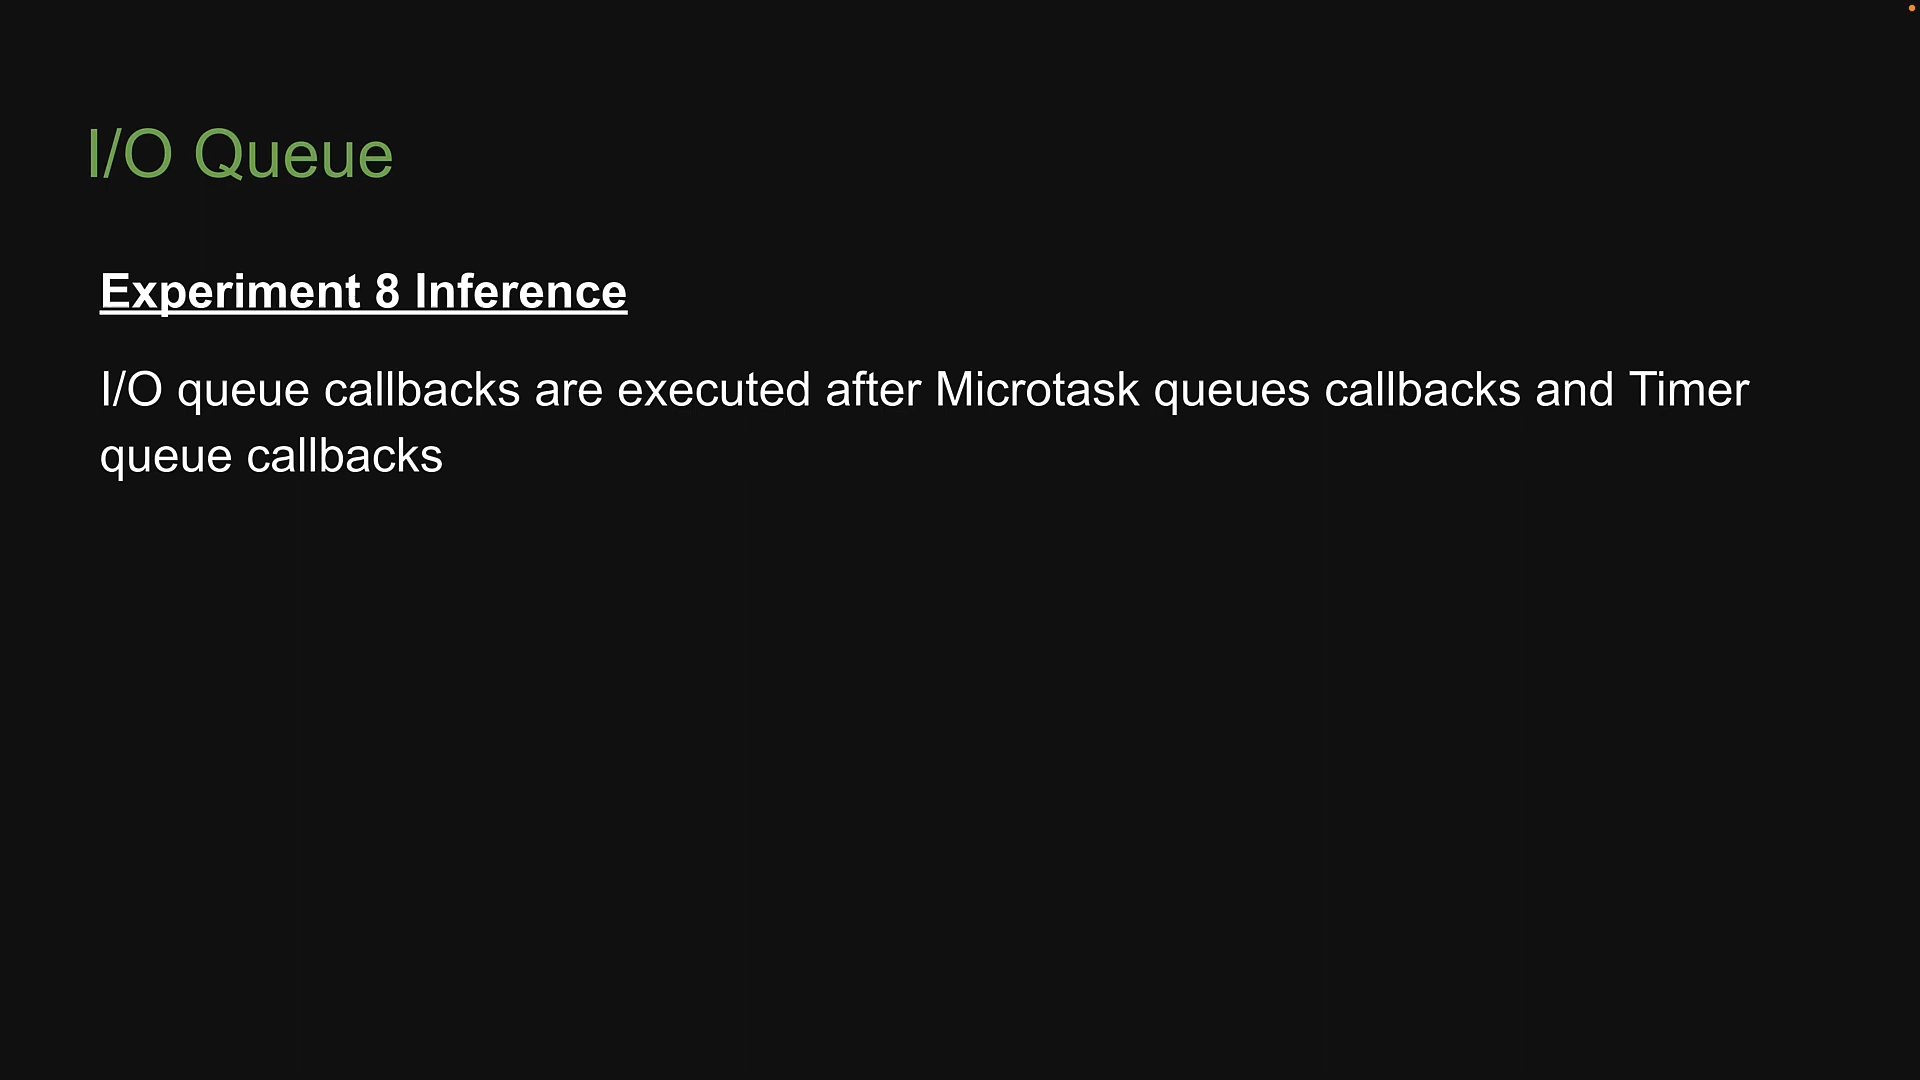 I/O Queue
Experiment 8 Inference
I/O queue callbacks are executed after Microtask queues callbacks and Timer
queue callbacks